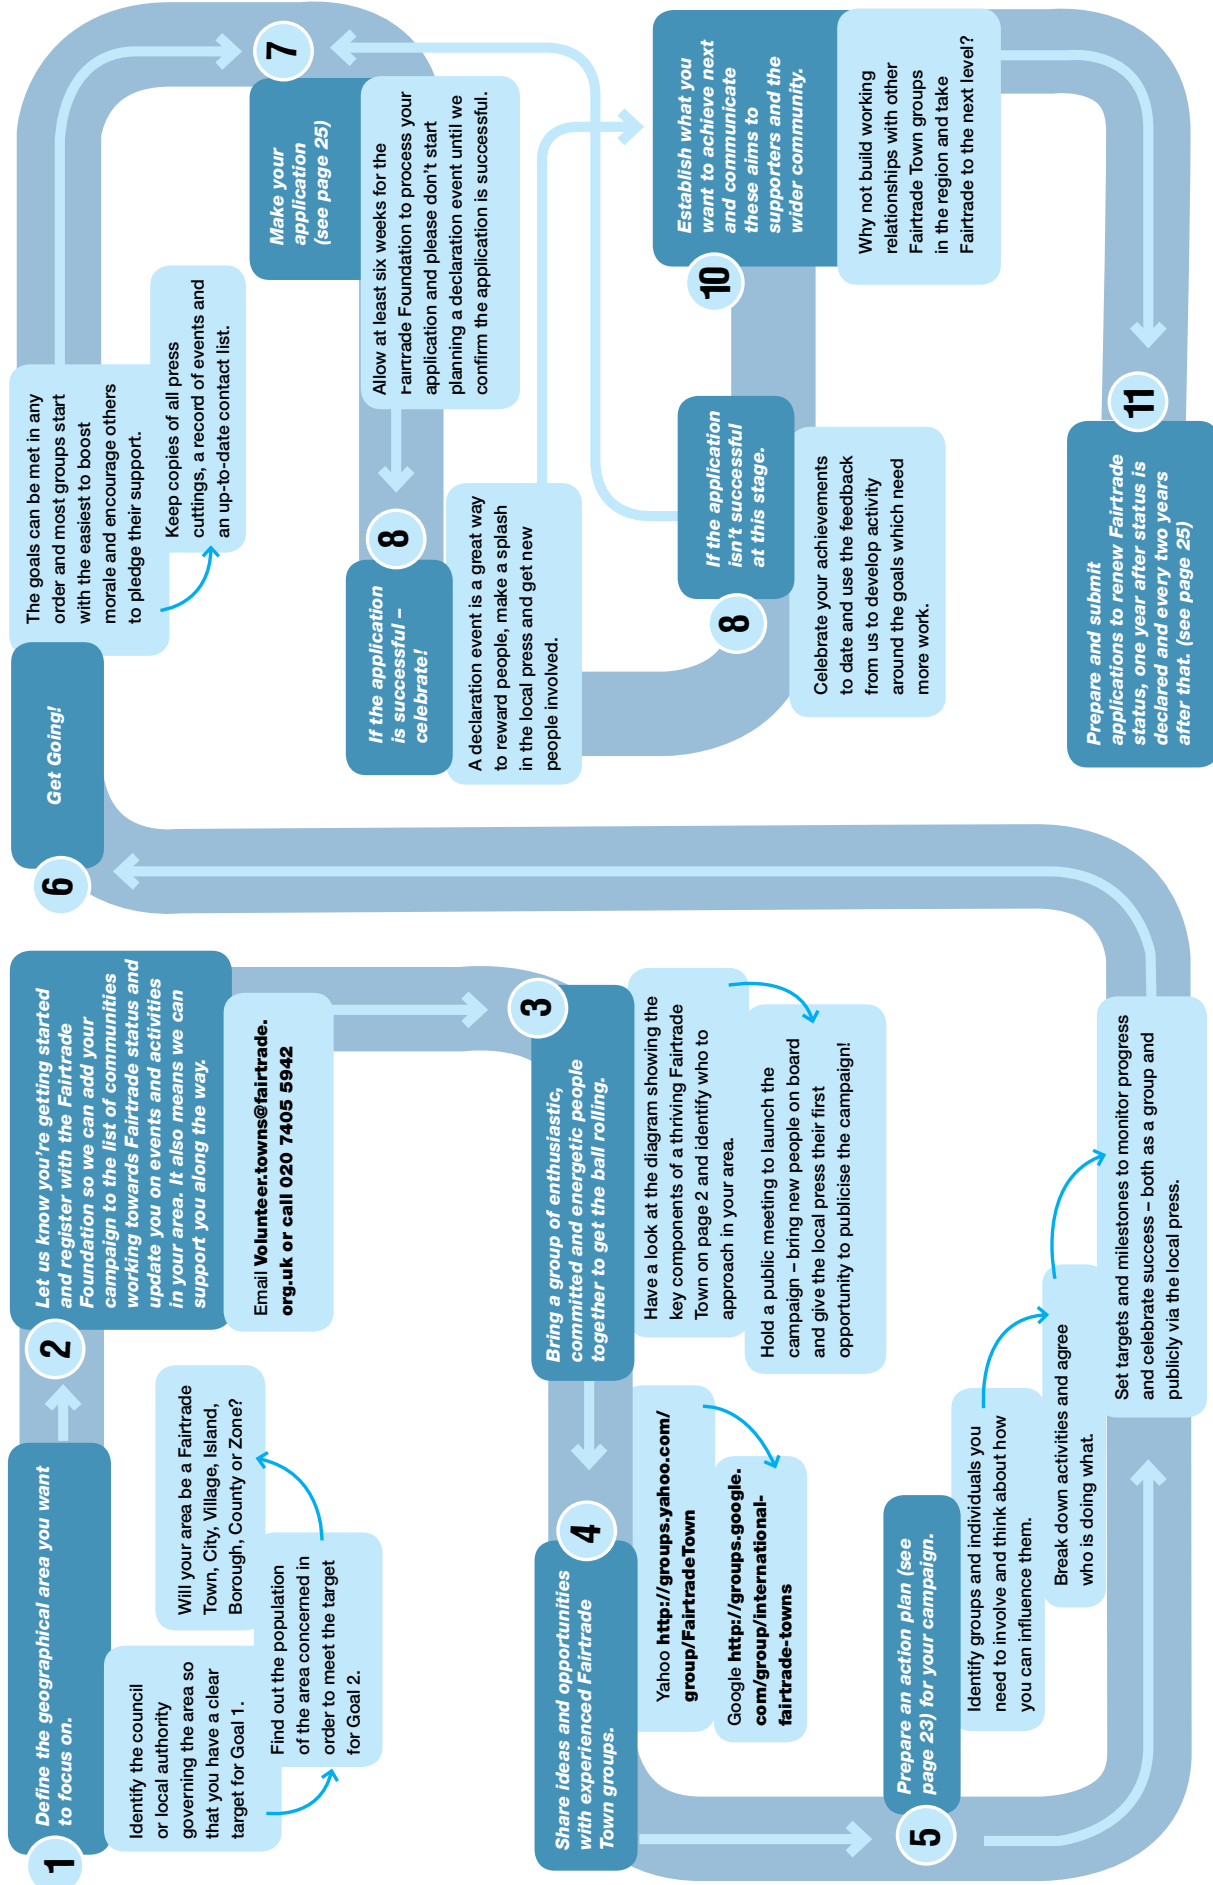 1
Define the geographical area you want
to focus on.
Identify the council
or local authority
governing the area so
that you have a clear
target for Goal 1.
Find out the population
of the area concerned in
order to meet the target
for Goal 2.
Will your area be a Fairtrade
Town, City, Village, Island,
Borough, County or Zone?
2
Let us know you're getting started
and register with the Fairtrade
Foundation so we can add your
campaign to the list of communities
working towards Fairtrade status and
update you on events and activities
in your area. It also means we can
support you along the way.
Email Volunteer.towns@fairtrade.
org.uk or call 020 7405 5942
3
Bring a group of enthusiastic,
committed and energetic people
together to get the ball rolling.
Have a look at the diagram showing the
key components of a thriving Fairtrade
Town on page 2 and identify who to
approach in your area.
Hold a public meeting to launch the
campaign – bring new people on board
and give the local press their first
opportunity to publicise the campaign!
4
Share ideas and opportunities
with experienced Fairtrade
Town groups.
Yahoo http://groups.yahoo.com/
group/FairtradeTown
Google http://groups.google.
com/group/international-
fairtrade-towns
5
Prepare an action plan (see
page 23) for your campaign.
Identify groups and individuals you
need to involve and think about how
you can influence them.
Break down activities and agree
who is doing what.
Set targets and milestones to monitor progress
and celebrate success – both as a group and
publicly via the local press.
6
Get Going!
The goals can be met in any
order and most groups start
with the easiest to boost
morale and encourage others
to pledge their support.
Keep copies of all press
cuttings, a record of events and
an up-to-date contact list.
7
Make your
application
(see page 25)
Allow at least six weeks for the
Fairtrade Foundation to process your
application and please don't start
planning a declaration event until we
confirm the application is successful.
8
If the application
is successful –
celebrate!
A declaration event is a great way
to reward people, make a splash
in the local press and get new
people involved.
8
If the application
isn't successful
at this stage.
Celebrate your achievements
to date and use the feedback
from us to develop activity
around the goals which need
more work.
10
Establish what you
want to achieve next
and communicate
these aims to
supporters and the
wider community.
Why not build working
relationships with other
Fairtrade Town groups
in the region and take
Fairtrade to the next level?
11
Prepare and submit
applications to renew Fairtrade
status, one year after status is
declared and every two years
after that. (see page 25)